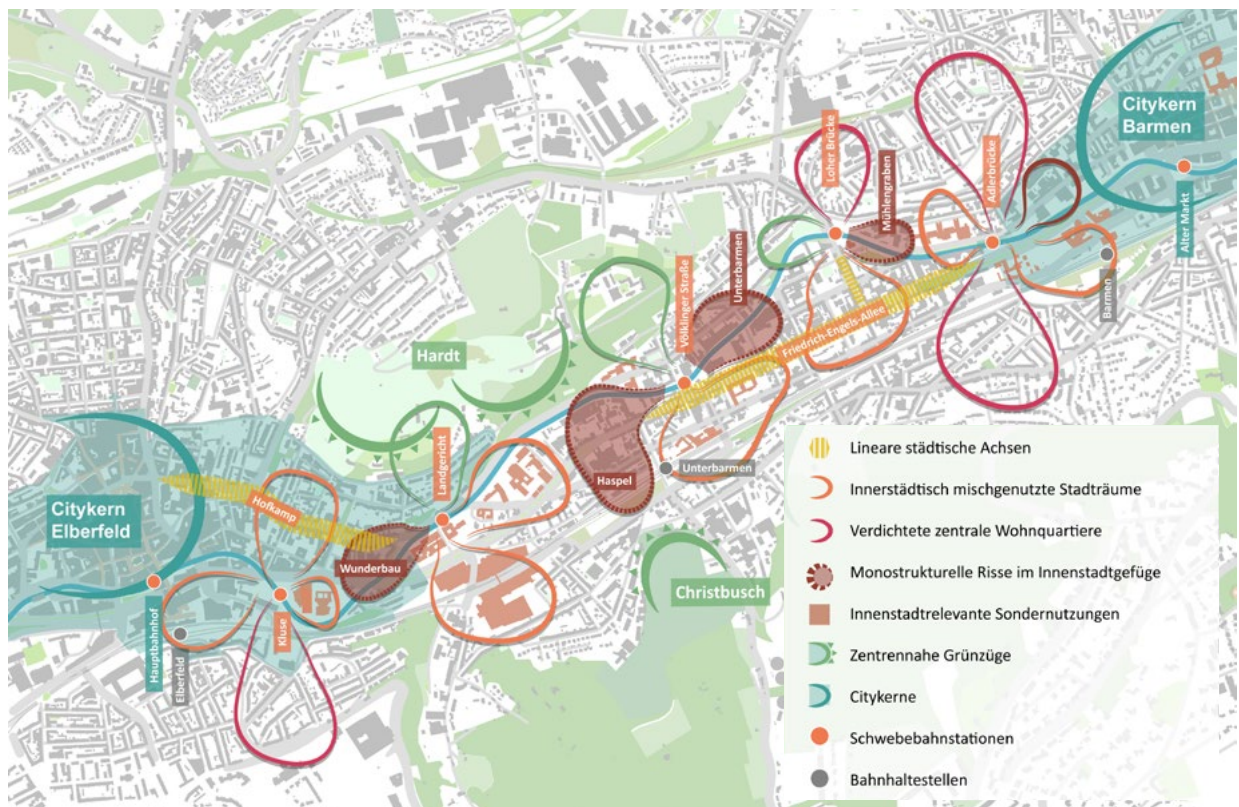 Citykern
Barmen
Loher Brücke
Mühlengraben
Adlerbrücke
Alter Markt
Barmen
Unterbarmen
Völklinger Straße
Friedrich-Engels-Allee
Hardt
Landgericht
Haspel
Unterbarmen
Citykern
Elberfeld
Hofkamp
Wunderbau
Christbusch
Hauptbahnhof
Elberfeld
Kluse
Lineare städtische Achsen
Innerstädtisch mischgenutzte Stadträume
Verdichtete zentrale Wohnquartiere
Monostrukturelle Risse im Innenstadtgefüge
Innenstadtrelevante Sondernutzungen
Zentrennahe Grünzüge
Citykerne
Schwebebahnstationen
Bahnhaltestellen